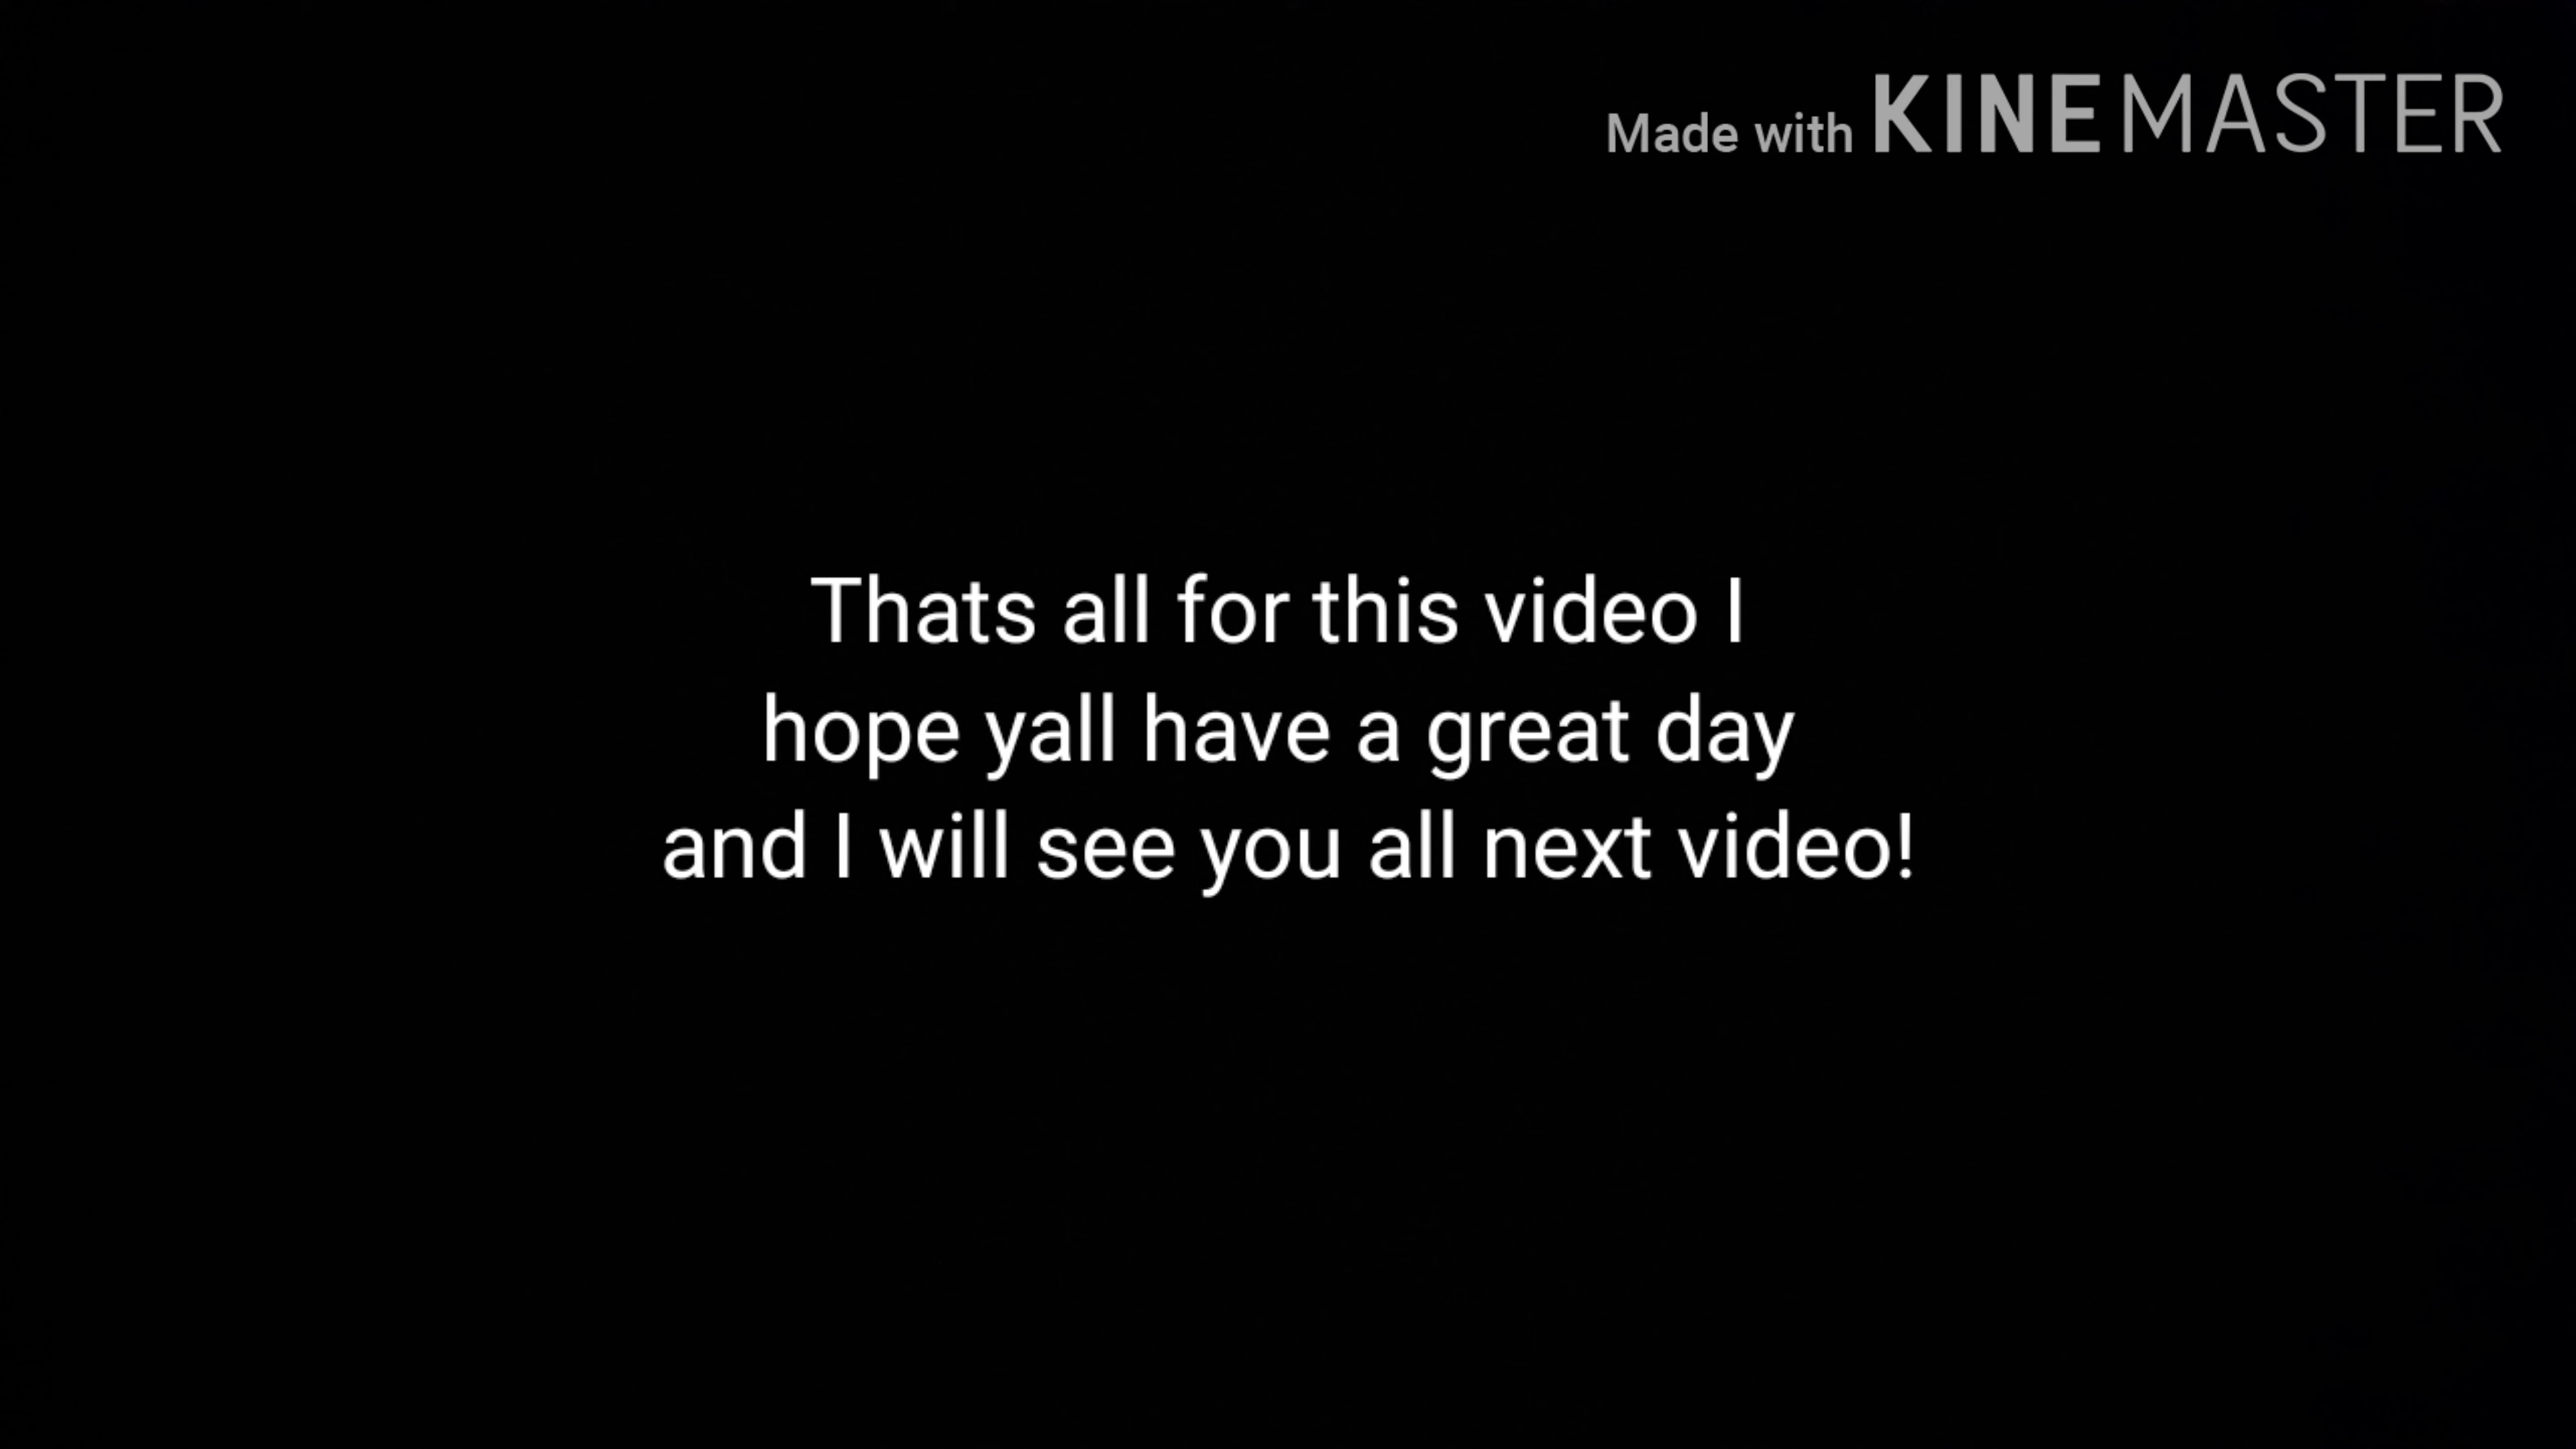 Made with KINEMASTER
Thats all for this video I
hope yall have a great day
and I will see you all next video!